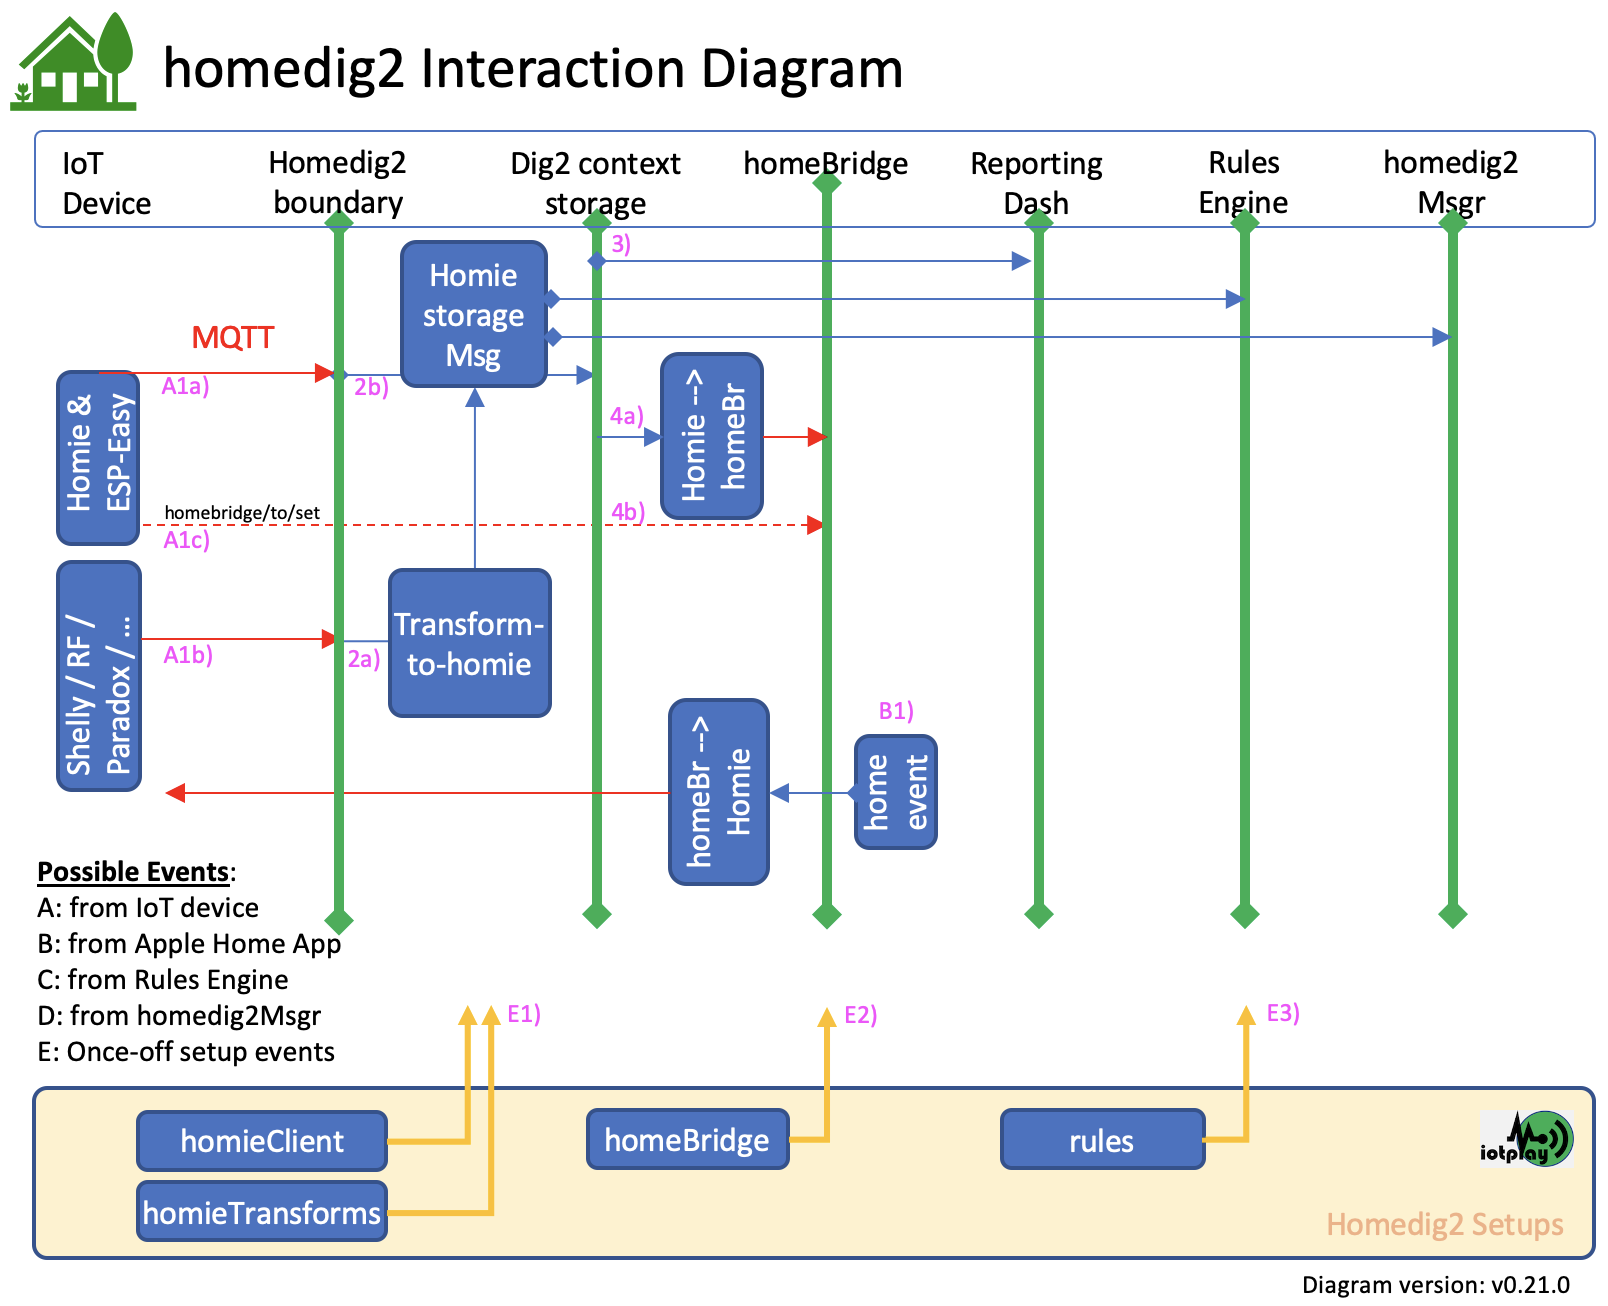 homedig2 Interaction Diagram
IoT
Device
Homedig2
boundary
Dig2 context
storage
homeBridge
Reporting
Dash
Rules
Engine
homedig2
Msgr
3)
Homie
storage
Msg
MQTT
A1a)
2b)
Homie &
ESP-Easy
4a)
Homie -->
homeBr
homebridge/to/set
A1c)
4b)
Shelly / RF /
Paradox / ...
A1b)
2a)
Transform-
to-homie
homeBr -->
Homie
B1)
home
event
Possible Events:
A: from IoT device
B: from Apple Home App
C: from Rules Engine
D: from homedig2Msgr
E: Once-off setup events
E1)
E2)
E3)
homieClient
homieTransforms
homeBridge
rules
iotplay
Homedig2 Setups
Diagram version: v0.21.0